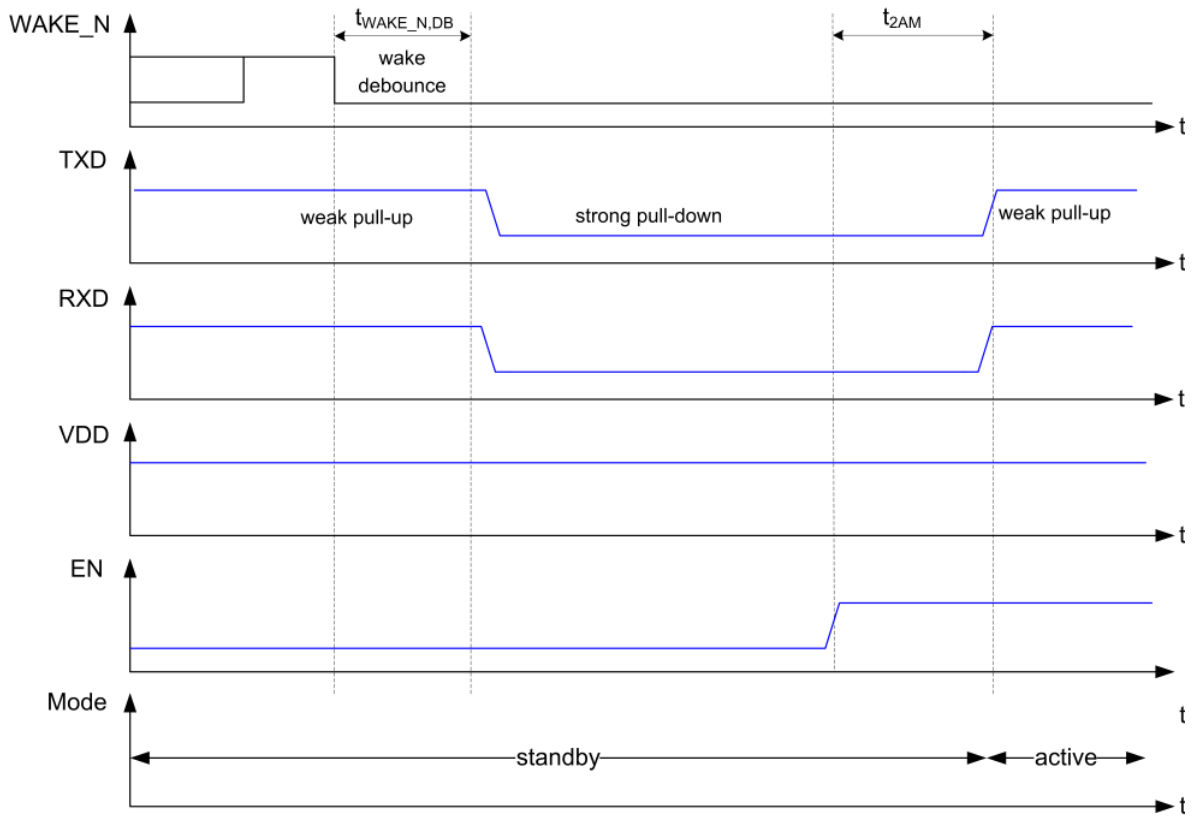 WAKE_N
tWAKE_N,DB
t2AM
wake
debounce
t
TXD
weak pull-up
strong pull-down
weak pull-up
t
RXD
t
VDD
t
EN
Mode
t
standby
active
t